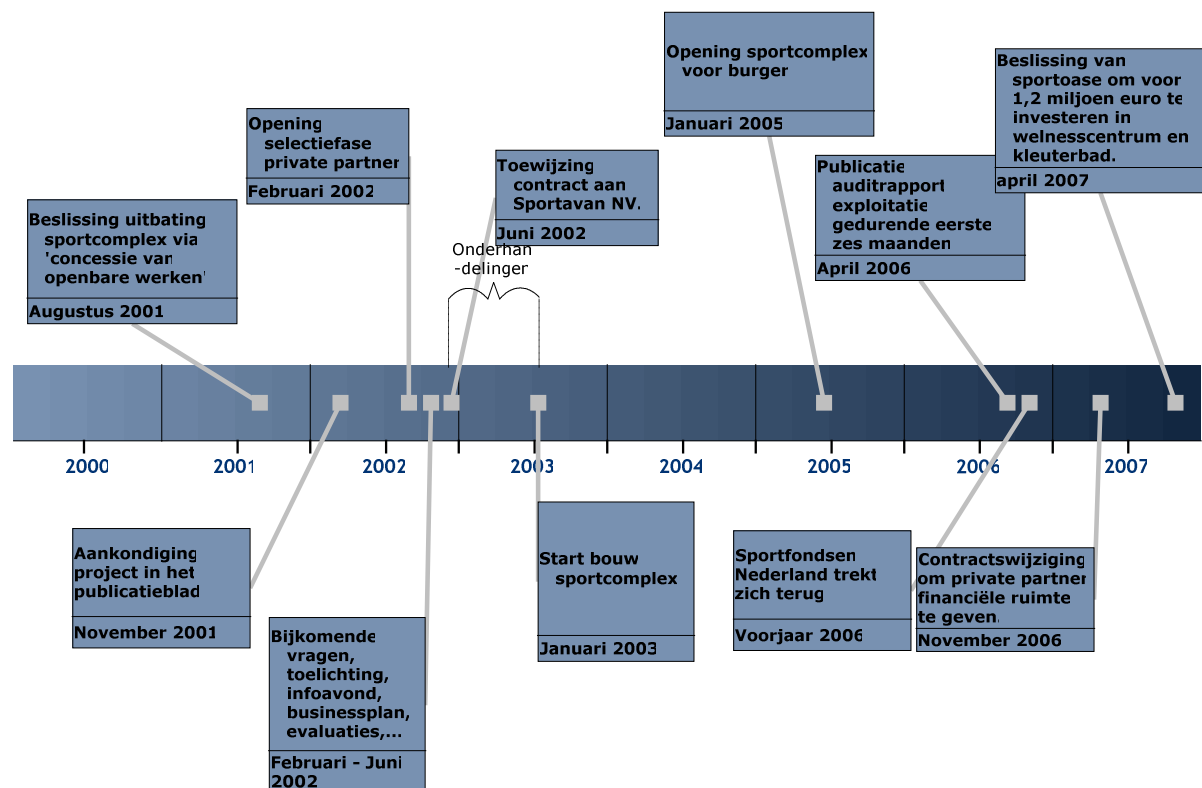 Opening sportcomplex
voor burger
Januari 2005
Beslissing van
sportoase om voor
1,2 miljoen euro te
investeren in
welnesscentrum en
kleuterbad.
april 2007
Opening
selectiefase
private partner
Februari 2002
Toewijzing
contract aan
Sportavan NV.
Juni 2002
Publicatie
auditrapport
exploitatie
gedurende eerste
zes maanden
April 2006
Beslissing uitbating
sportcomplex via
'concessie van
openbare werken'
Augustus 2001
Onderhan
-delinger
2000
2001
2002
2003
2004
2005
2006
2007
Aankondiging
project in het
publicatieblad
November 2001
Bijkomende
vragen,
toelichting,
infoavond,
businessplan,
evaluaties,...
Februari - Juni
2002
Start bouw
sportcomplex
Januari 2003
Sportfondsen
Nederland trekt
zich terug
Voorjaar 2006
Contractswijziging
om private partner
financiële ruimte
te geven.
November 2006